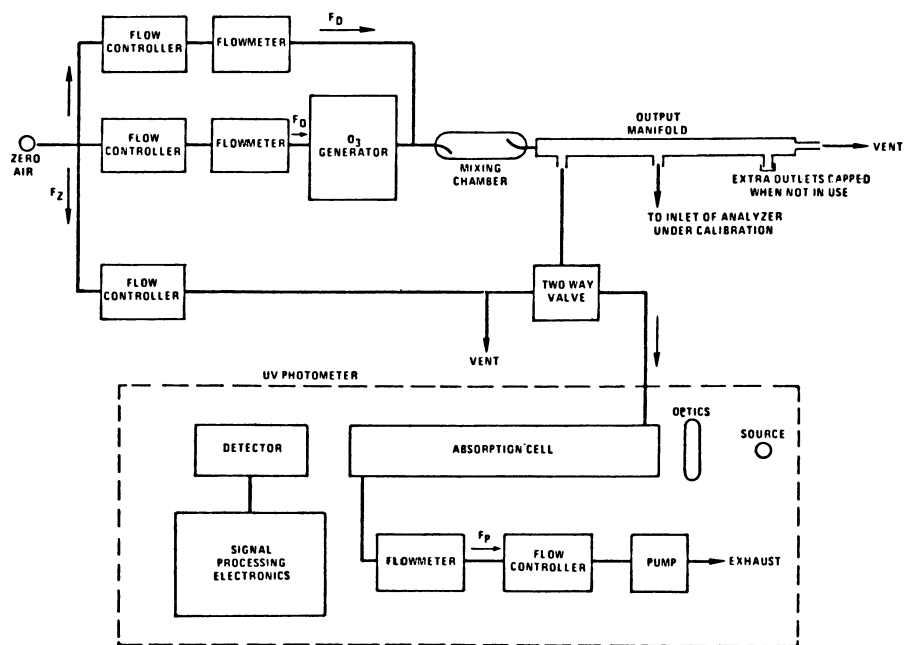 FLOW
CONTROLLER
FLOWMETER
F_D
ZERO
AIR
FLOW
CONTROLLER
FLOWMETER
F_O
O3
GENERATOR
MIXING
CHAMBER
OUTPUT
MANIFOLD
VENT
EXTRA OUTLETS CAPPED
WHEN NOT IN USE
TO INLET OF ANALYZER
UNDER CALIBRATION
F_Z
FLOW
CONTROLLER
VENT
TWO WAY
VALVE
UV PHOTOMETER
DETECTOR
ABSORPTION CELL
OPTICS
SOURCE
SIGNAL
PROCESSING
ELECTRONICS
FLOWMETER
F_P
FLOW
CONTROLLER
PUMP
EXHAUST